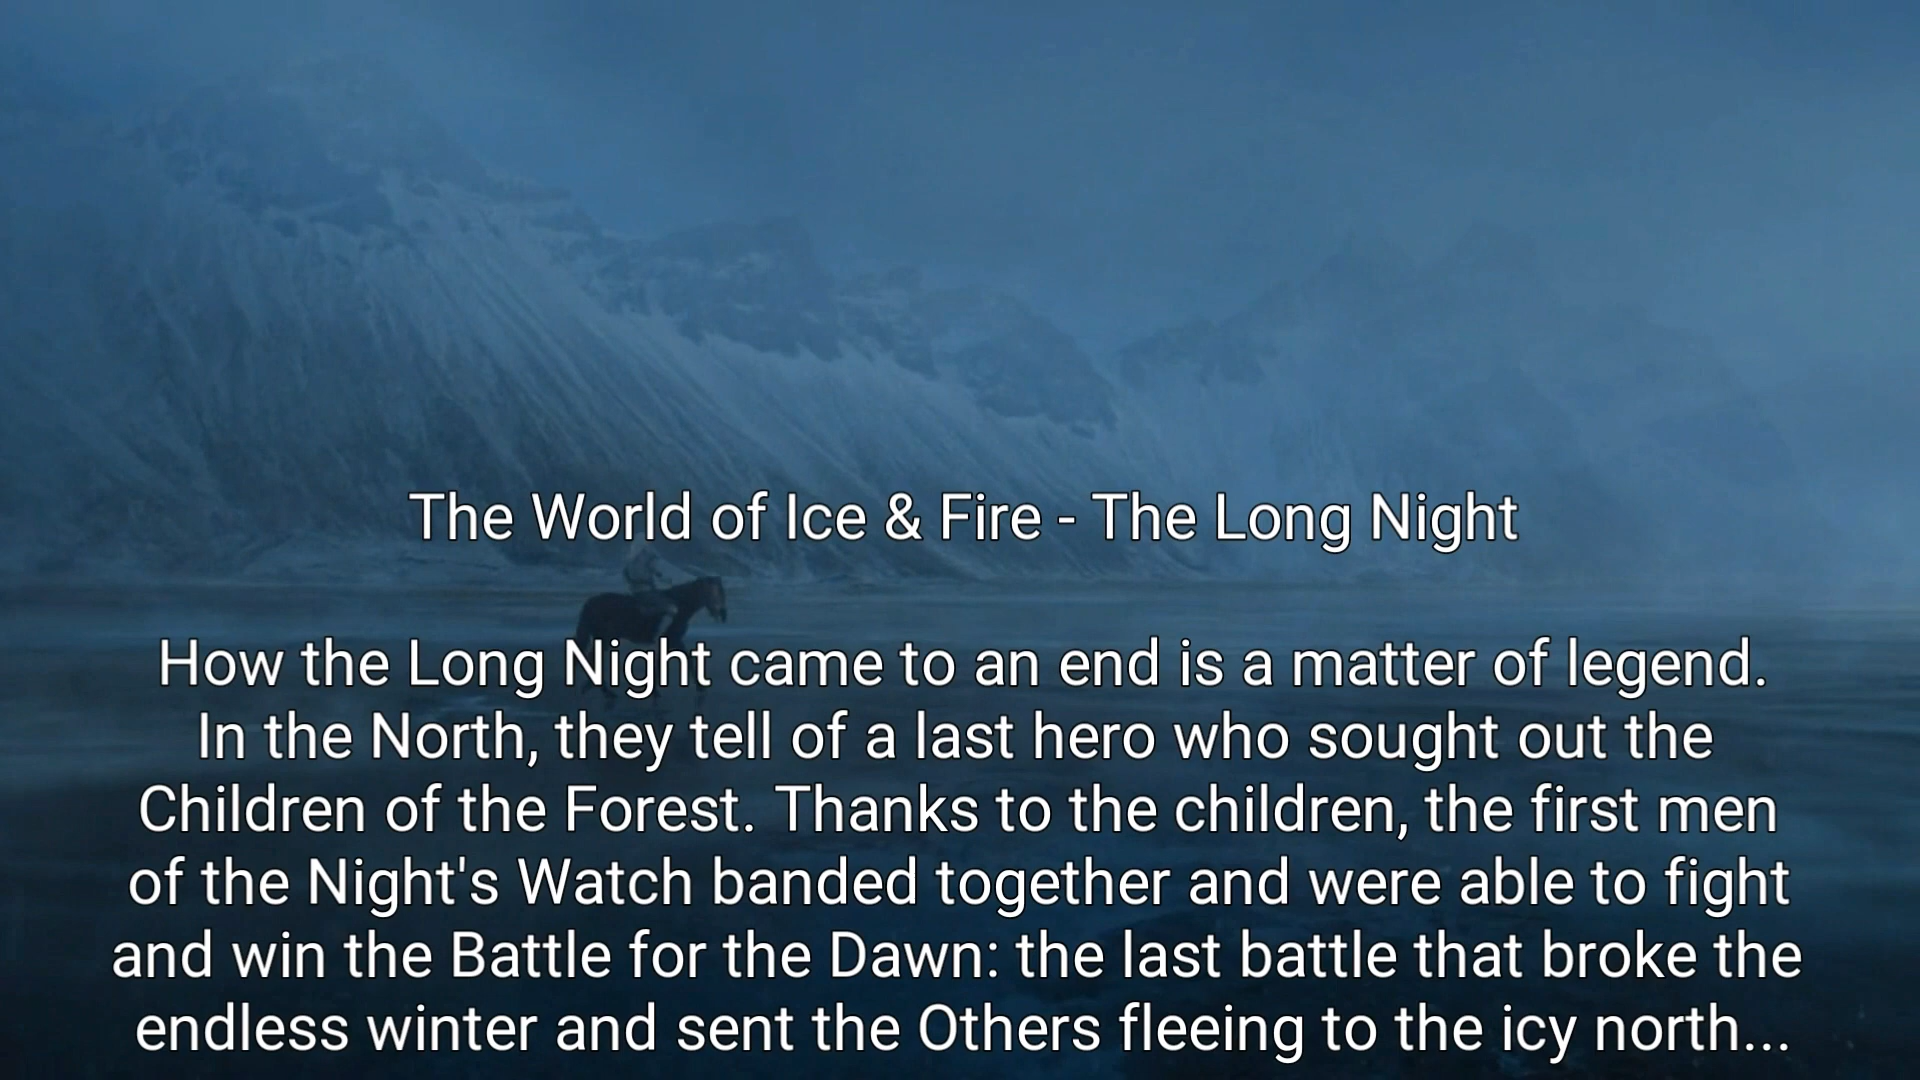 The World of Ice & Fire - The Long Night
How the Long Night came to an end is a matter of legend.
In the North, they tell of a last hero who sought out the
Children of the Forest. Thanks to the children, the first men
of the Night's Watch banded together and were able to fight
and win the Battle for the Dawn: the last battle that broke the
endless winter and sent the Others fleeing to the icy north...